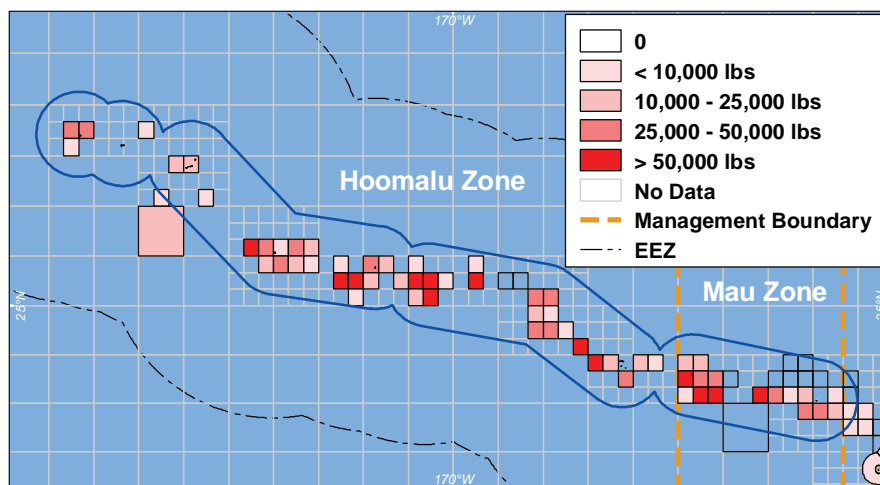 170°W
0
< 10,000 lbs
10,000 - 25,000 lbs
25,000 - 50,000 lbs
> 50,000 lbs
No Data
Management Boundary
EEZ
Hoomalu Zone
Mau Zone
25°N
25°N
170°W